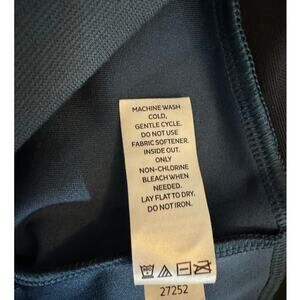 MACHINE WASH
COLD,
GENTLE CYCLE.
DO NOT USE
FABRIC SOFTENER.
INSIDE OUT.
ONLY
NON-CHLORINE
BLEACH WHEN
NEEDED.
LAY FLAT TO DRY.
DO NOT IRON.
27252